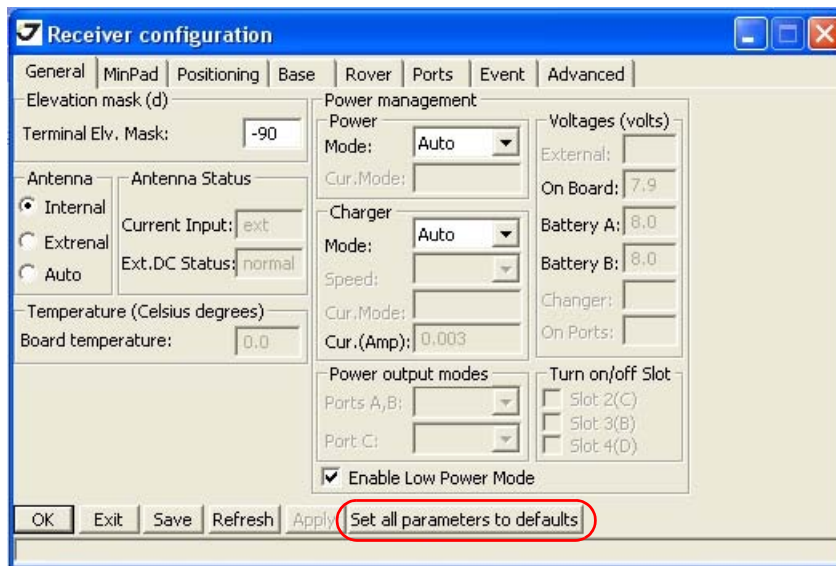 Receiver configuration
General MinPad Positioning Base Rover Ports Event Advanced
Elevation mask (d)
Terminal Elv. Mask: -90
Antenna
Internal
Extrenal
Auto
Antenna Status
Current Input: ext
Ext.DC Status: normal
Temperature (Celsius degrees)
Board temperature: 0.0
Power management
Power
Mode: Auto
Cur.Mode:
Charger
Mode: Auto
Speed:
Cur.Mode:
Cur.(Amp): 0.003
Power output modes
Ports A,B:
Port C:
Voltages (volts)
External:
On Board: 7.9
Battery A: 8.0
Battery B: 8.0
Changer:
On Ports:
Turn on/off Slot
Slot 2(C)
Slot 3(B)
Slot 4(D)
Enable Low Power Mode
OK Exit Save Refresh Apply Set all parameters to defaults